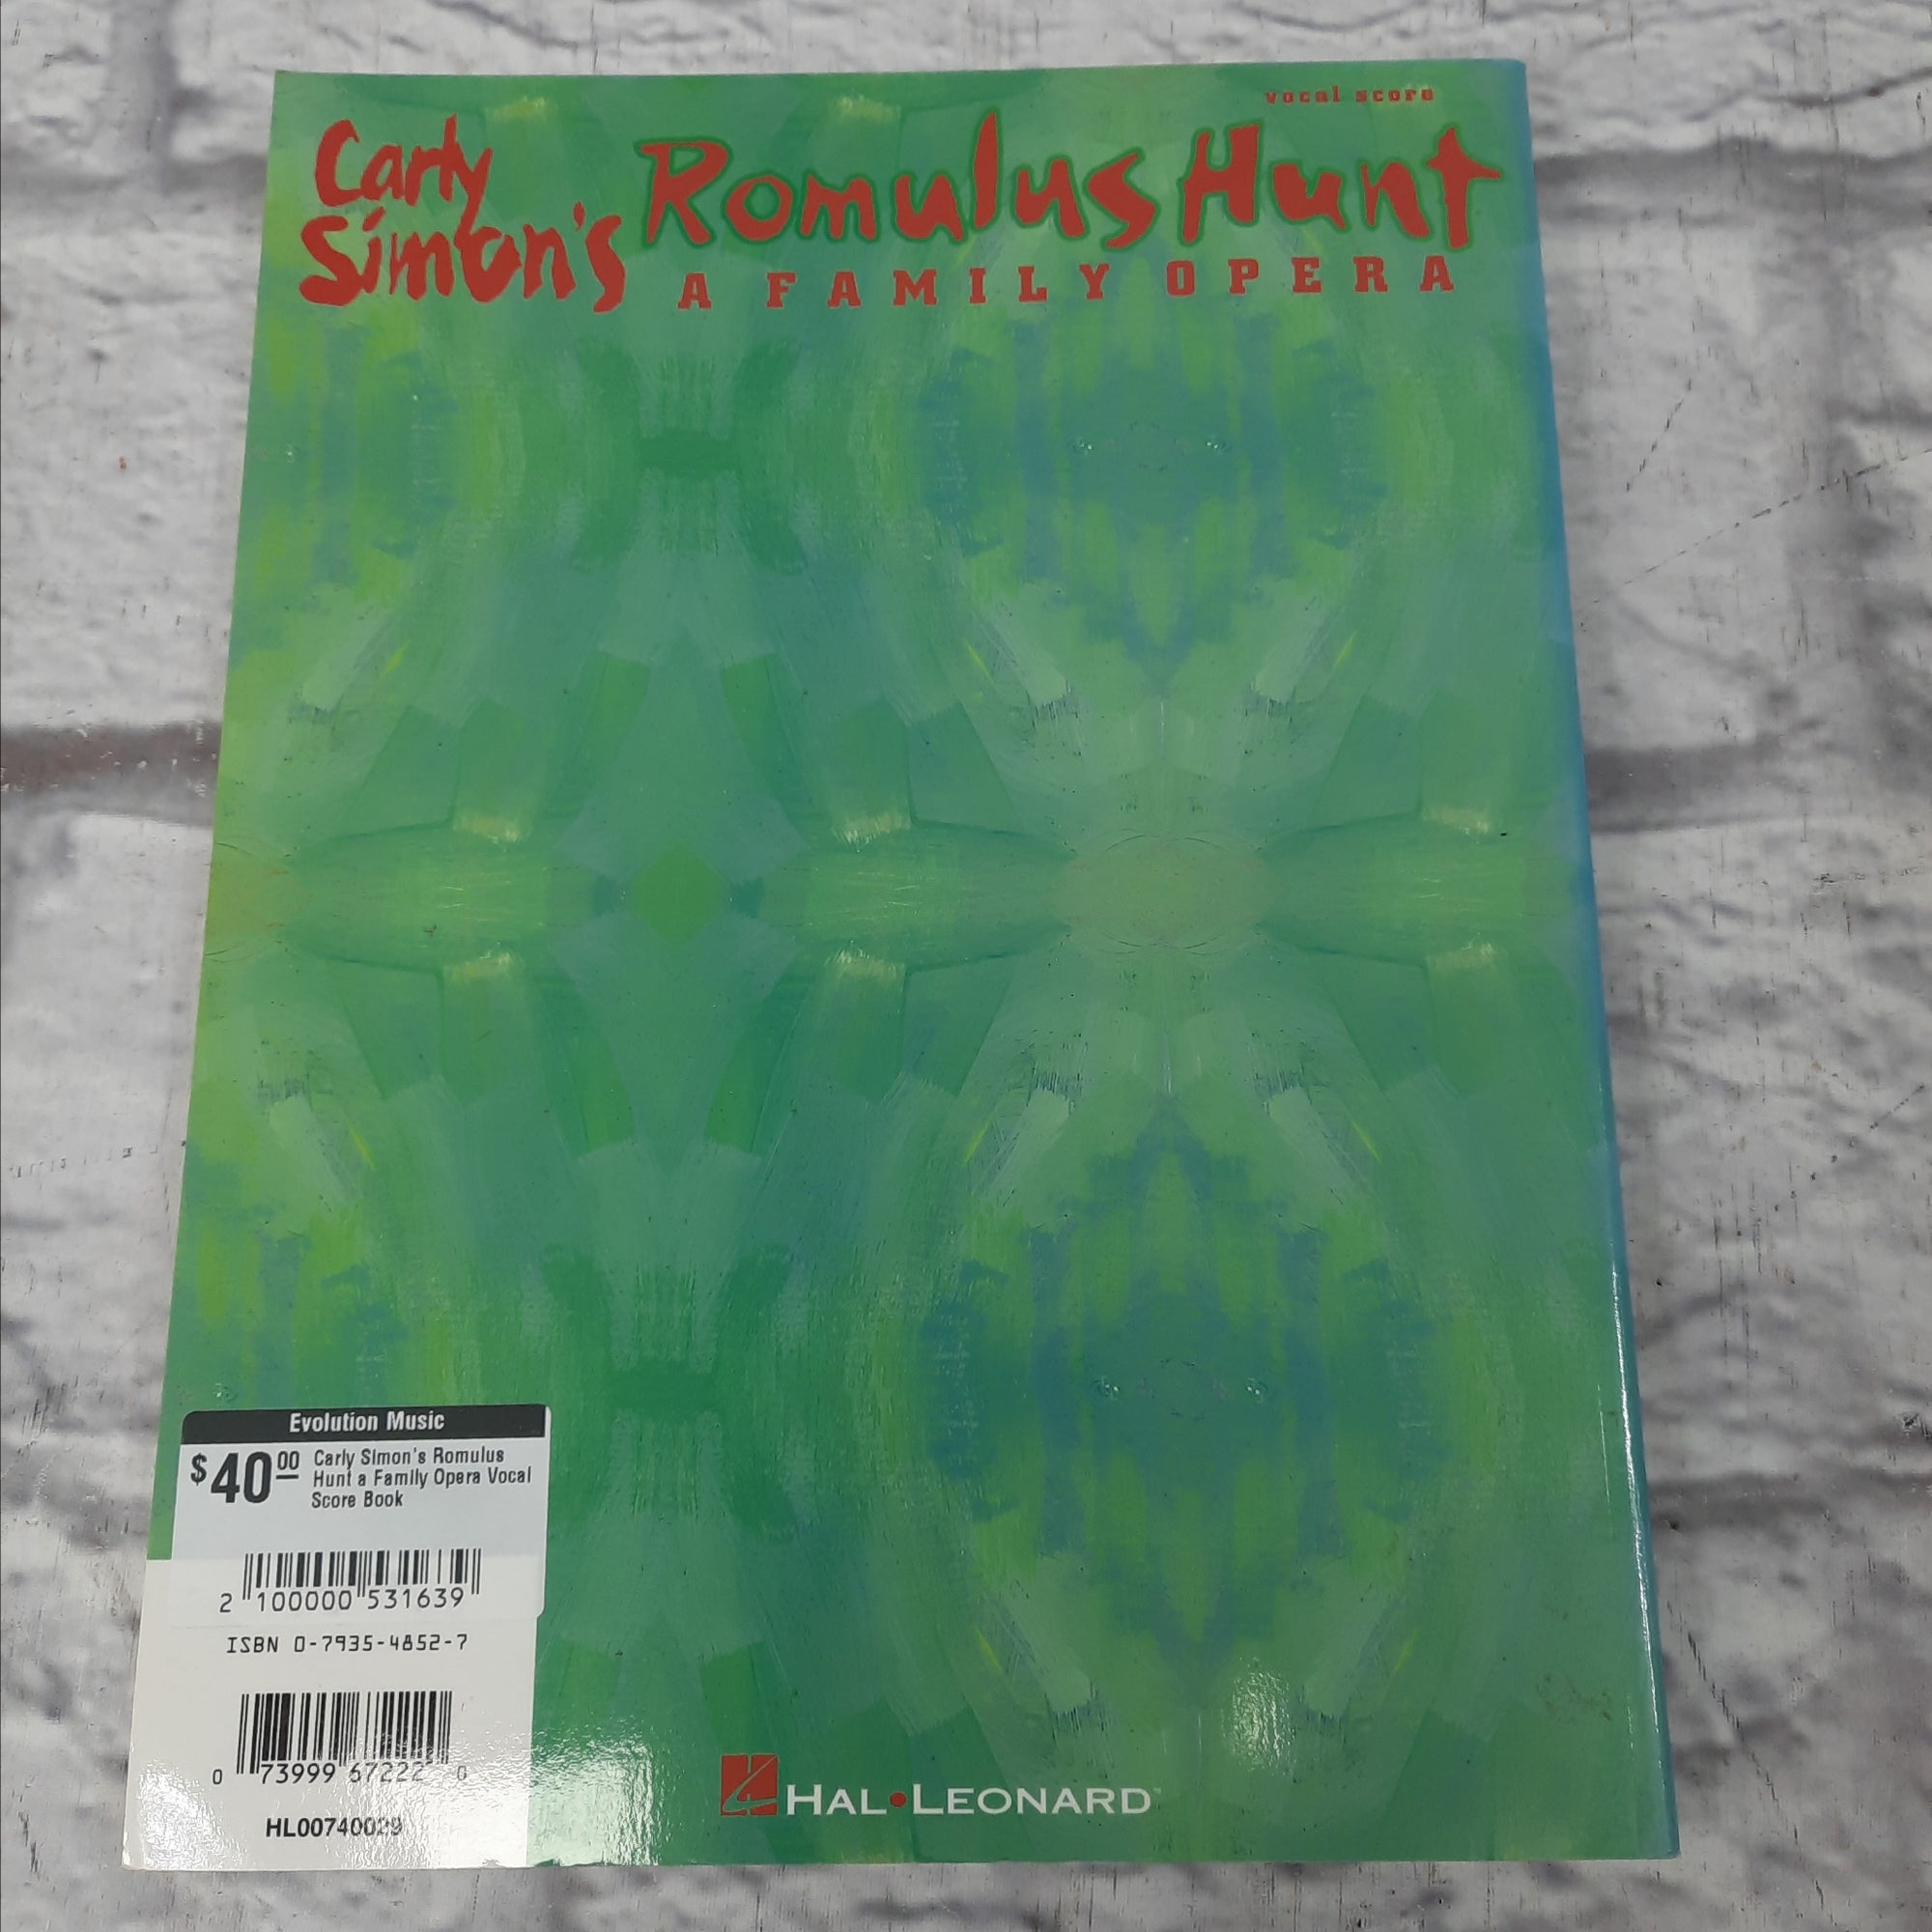 vocal score
Carly
Simon's
Romulus Hunt
A FAMILY OPERA
Evolution Music
$40.00
Carly Simon's Romulus
Hunt a Family Opera Vocal
Score Book
2 100000 531639
ISBN 0-7935-4852-7
0 73999 67222 0
HL00740029
HAL•LEONARD